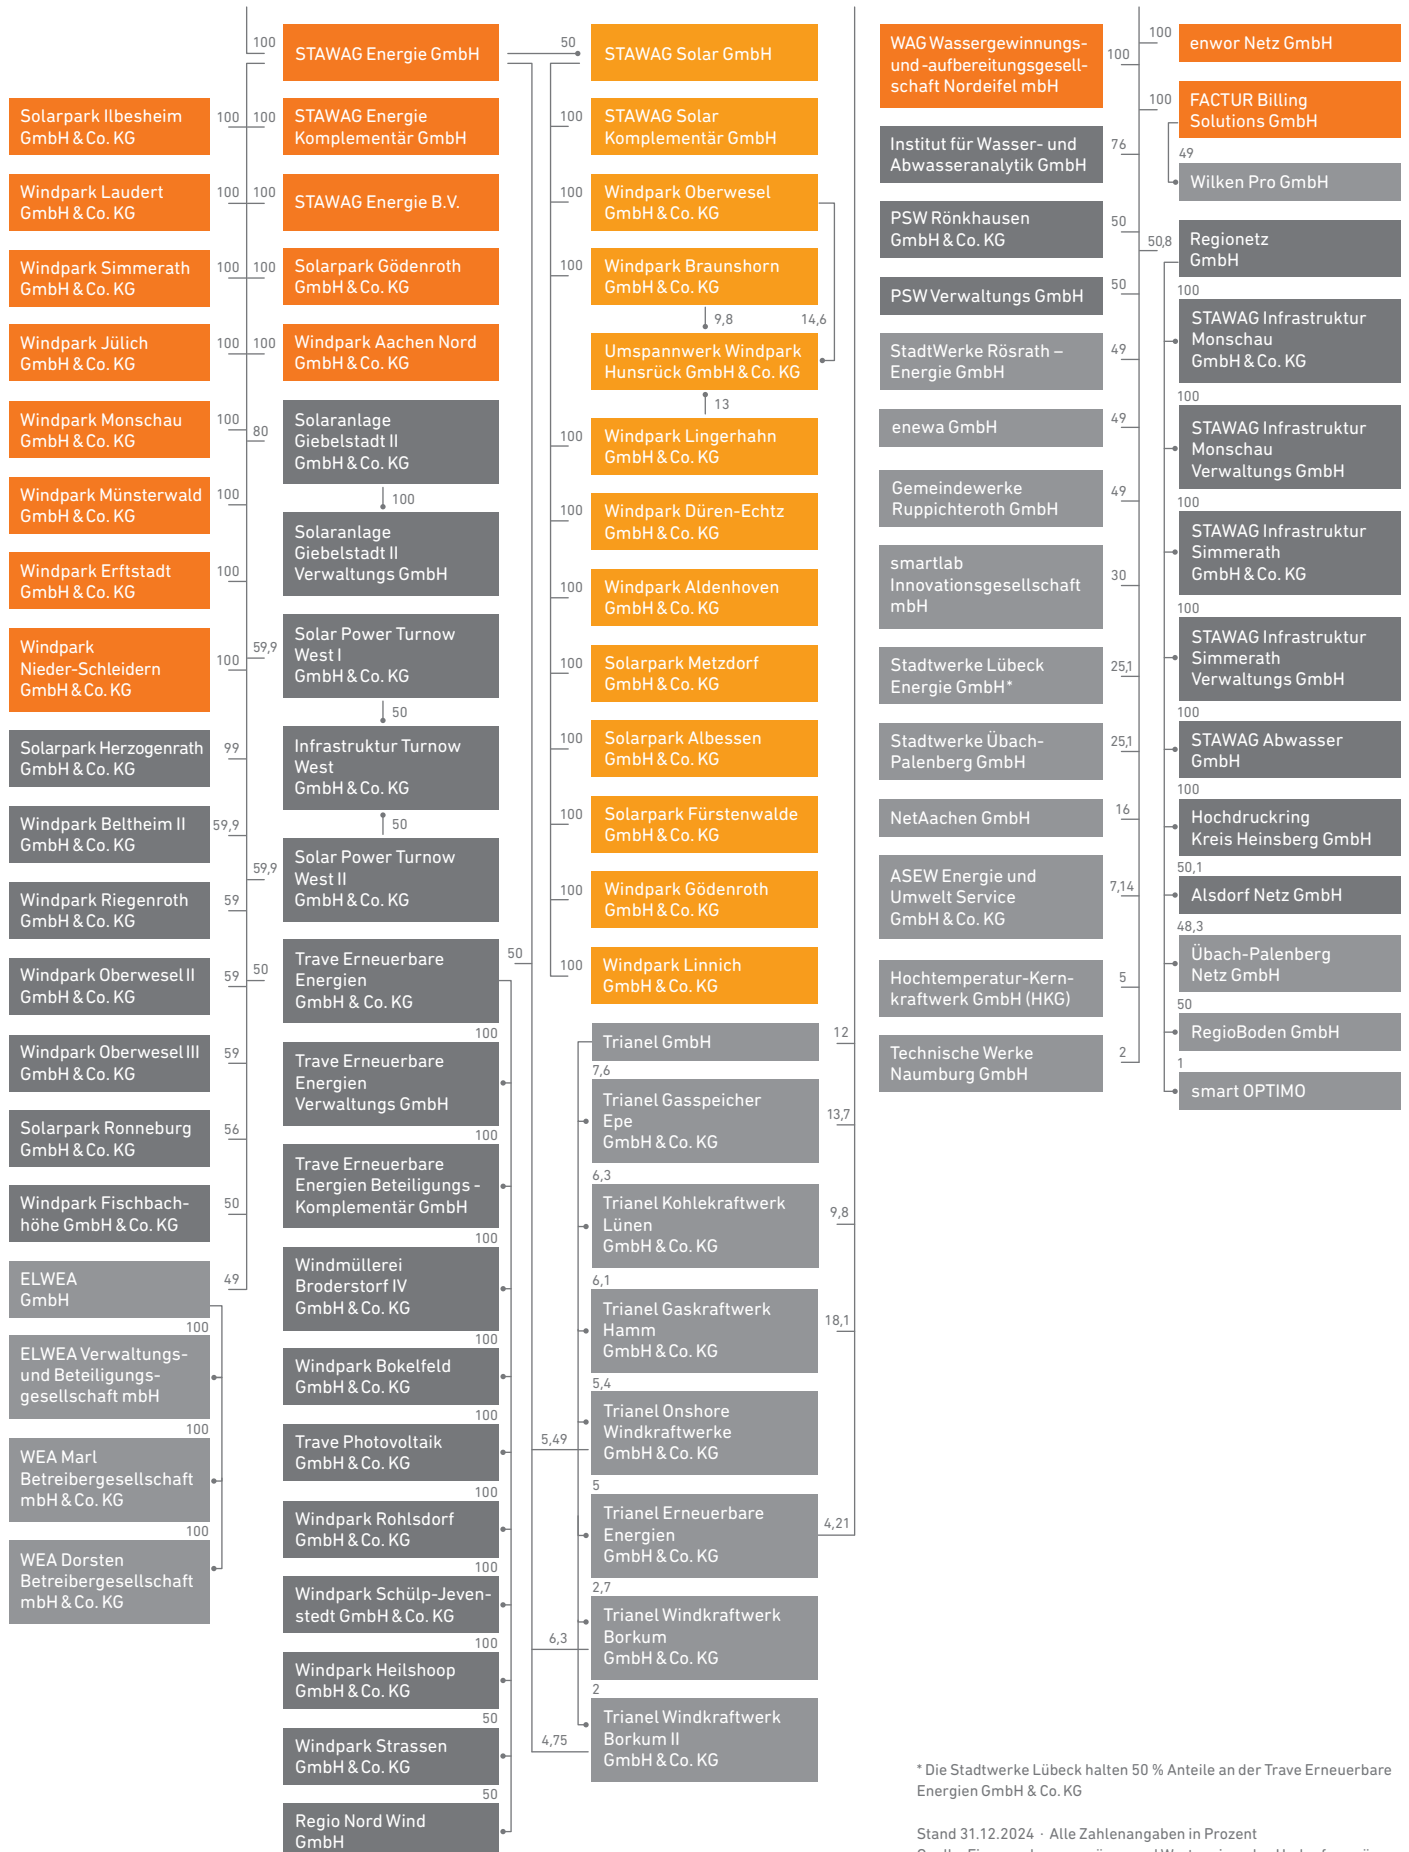 100
STAWAG Energie GmbH
50
STAWAG Solar GmbH
Solarpark Ilbesheim
GmbH & Co. KG
100
100
STAWAG Energie
Komplementär GmbH
100
STAWAG Solar
Komplementär GmbH
Windpark Laudert
GmbH & Co. KG
100
100
STAWAG Energie B.V.
100
Windpark Oberwesel
GmbH & Co. KG
Windpark Simmerath
GmbH & Co. KG
100
100
Solarpark Gödenroth
GmbH & Co. KG
100
Windpark Braunshorn
GmbH & Co. KG
9,8
14,6
Windpark Jülich
GmbH & Co. KG
100
100
Windpark Aachen Nord
GmbH & Co. KG
Umspannwerk Windpark
Hunsrück GmbH & Co. KG
13
Windpark Monschau
GmbH & Co. KG
100
80
Solaranlage
Giebelstadt II
GmbH & Co. KG
100
100
Windpark Lingerhahn
GmbH & Co. KG
Windpark Münsterwald
GmbH & Co. KG
100
Solaranlage
Giebelstadt II
Verwaltungs GmbH
100
Windpark Düren-Echtz
GmbH & Co. KG
Windpark Erftstadt
GmbH & Co. KG
100
100
Windpark Aldenhoven
GmbH & Co. KG
Windpark
Nieder-Schleidern
GmbH & Co. KG
100
59,9
Solar Power Turnow
West I
GmbH & Co. KG
50
100
Solarpark Metzdorf
GmbH & Co. KG
Solarpark Herzogenrath
GmbH & Co. KG
99
Infrastruktur Turnow
West
GmbH & Co. KG
50
100
Solarpark Albessen
GmbH & Co. KG
Windpark Beltheim II
GmbH & Co. KG
59,9
59,9
Solar Power Turnow
West II
GmbH & Co. KG
100
Solarpark Fürstenwalde
GmbH & Co. KG
Windpark Riegenroth
GmbH & Co. KG
59
100
Windpark Gödenroth
GmbH & Co. KG
Windpark Oberwesel II
GmbH & Co. KG
59
50
Trave Erneuerbare
Energien
GmbH & Co. KG
50
100
Windpark Linnich
GmbH & Co. KG
Windpark Oberwesel III
GmbH & Co. KG
59
100
Trave Erneuerbare
Energien
Verwaltungs GmbH
Solarpark Ronneburg
GmbH & Co. KG
56
100
Trave Erneuerbare
Energien Beteiligungs -
Komplementär GmbH
Windpark Fischbach-
höhe GmbH & Co. KG
50
100
Windmüllerei
Broderstorf IV
GmbH & Co. KG
ELWEA
GmbH
49
100
ELWEA Verwaltungs-
und Beteiligungs-
gesellschaft mbH
100
WEA Marl
Betreibergesellschaft
mbH & Co. KG
100
WEA Dorsten
Betreibergesellschaft
mbH & Co. KG
100
Windpark Bokelfeld
GmbH & Co. KG
100
Trave Photovoltaik
GmbH & Co. KG
100
Windpark Rohlsdorf
GmbH & Co. KG
100
Windpark Schülp-Jeven-
stedt GmbH & Co. KG
100
Windpark Heilshoop
GmbH & Co. KG
50
Windpark Strassen
GmbH & Co. KG
50
Regio Nord Wind
GmbH
Trianel GmbH
12
7,6
Trianel Gasspeicher
Epe
GmbH & Co. KG
13,7
6,3
Trianel Kohlekraftwerk
Lünen
GmbH & Co. KG
9,8
6,1
Trianel Gaskraftwerk
Hamm
GmbH & Co. KG
18,1
5,4
Trianel Onshore
Windkraftwerke
GmbH & Co. KG
5,49
5
Trianel Erneuerbare
Energien
GmbH & Co. KG
4,21
2,7
Trianel Windkraftwerk
Borkum
GmbH & Co. KG
6,3
2
Trianel Windkraftwerk
Borkum II
GmbH & Co. KG
4,75
WAG Wassergewinnungs-
und -aufbereitungsgesell-
schaft Nordeifel mbH
100
Institut für Wasser- und
Abwasseranalytik GmbH
76
PSW Rönkhausen
GmbH & Co. KG
50
PSW Verwaltungs GmbH
50
StadtWerke Rösrath –
Energie GmbH
49
enewa GmbH
49
Gemeindewerke
Ruppichteroth GmbH
49
smartlab
Innovationsgesellschaft
mbH
30
Stadtwerke Lübeck
Energie GmbH*
25,1
Stadtwerke Übach-
Palenberg GmbH
25,1
NetAachen GmbH
16
ASEW Energie und
Umwelt Service
GmbH & Co. KG
7,14
Hochtemperatur-Kern-
kraftwerk GmbH (HKG)
5
Technische Werke
Naumburg GmbH
2
100
enwor Netz GmbH
100
FACTUR Billing
Solutions GmbH
49
Wilken Pro GmbH
50,8
Regionetz
GmbH
100
STAWAG Infrastruktur
Monschau
GmbH & Co. KG
100
STAWAG Infrastruktur
Monschau
Verwaltungs GmbH
100
STAWAG Infrastruktur
Simmerath
GmbH & Co. KG
100
STAWAG Infrastruktur
Simmerath
Verwaltungs GmbH
100
STAWAG Abwasser
GmbH
100
Hochdruckring
Kreis Heinsberg GmbH
50,1
Alsdorf Netz GmbH
48,3
Übach-Palenberg
Netz GmbH
50
RegioBoden GmbH
1
smart OPTIMO
* Die Stadtwerke Lübeck halten 50 % Anteile an der Trave Erneuerbare
Energien GmbH & Co. KG
Stand 31.12.2024 · Alle Zahlenangaben in Prozent